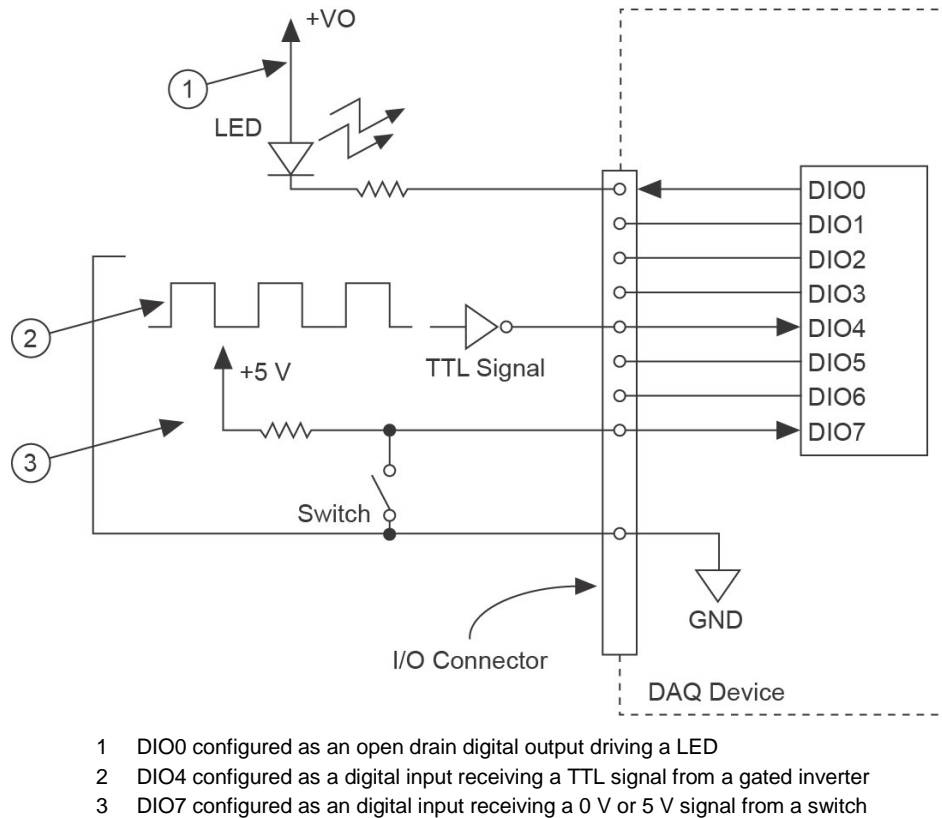 +VO
1
LED
DIO0
DIO1
DIO2
DIO3
2
TTL Signal
DIO4
+5 V
DIO5
DIO6
3
DIO7
Switch
GND
I/O Connector
DAQ Device
1 DIO0 configured as an open drain digital output driving a LED
2 DIO4 configured as a digital input receiving a TTL signal from a gated inverter
3 DIO7 configured as an digital input receiving a 0 V or 5 V signal from a switch